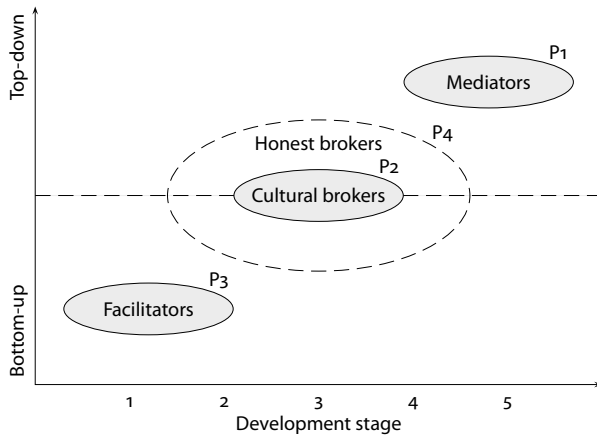 Top-down
P1
Mediators
P4
Honest brokers
P2
Cultural brokers
P3
Facilitators
Bottom-up
1 2 3 4 5
Development stage